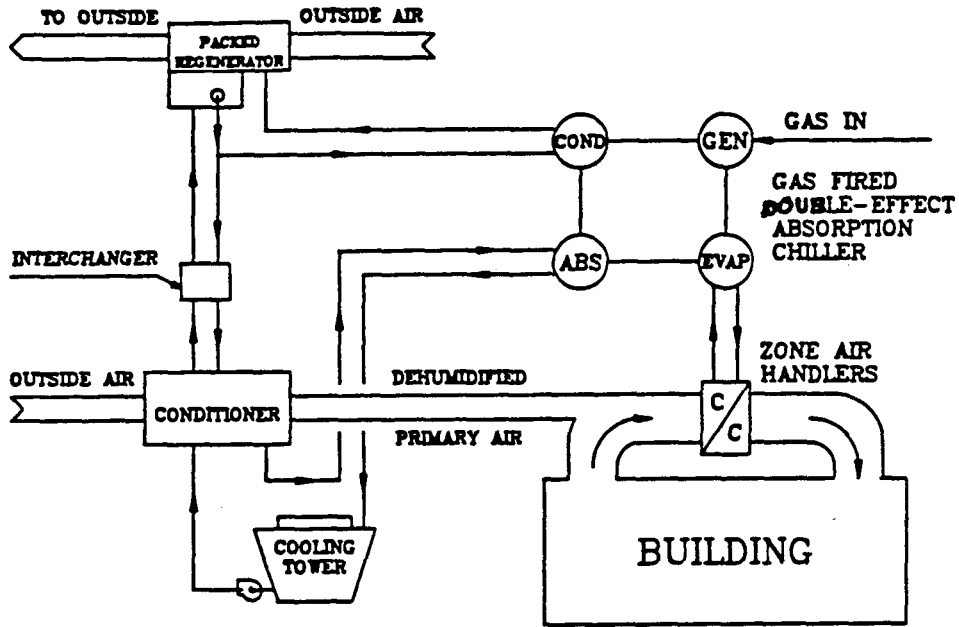 TO OUTSIDE
OUTSIDE AIR
PACKED
REGENERATOR
COND
GEN
GAS IN
GAS FIRED
DOUBLE-EFFECT
ABSORPTION
CHILLER
INTERCHANGER
ABS
EVAP
ZONE AIR
HANDLERS
OUTSIDE AIR
CONDITIONER
DEHUMIDIFIED
PRIMARY AIR
C
C
COOLING
TOWER
BUILDING